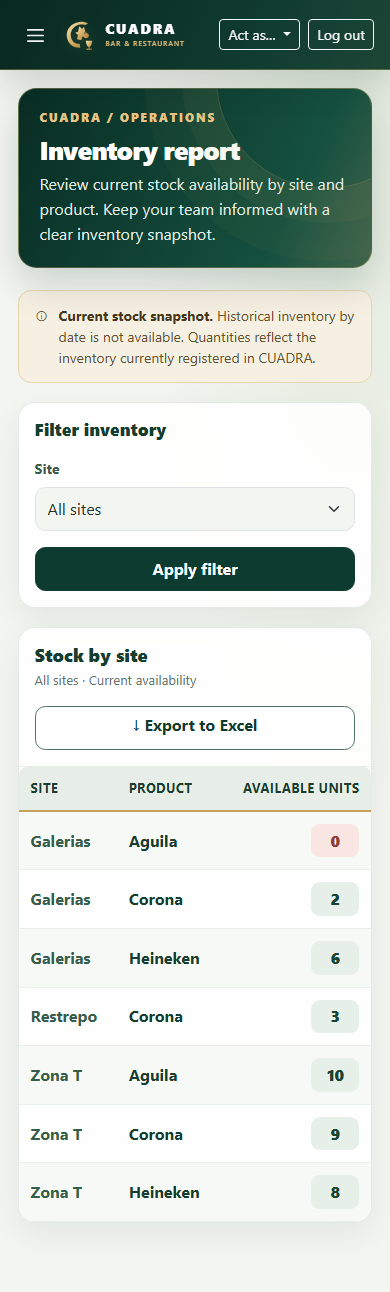 CUADRA
BAR & RESTAURANT
Act as...
Log out
CUADRA / OPERATIONS
Inventory report
Review current stock availability by site and
product. Keep your team informed with a
clear inventory snapshot.
Current stock snapshot. Historical inventory by
date is not available. Quantities reflect the
inventory currently registered in CUADRA.
Filter inventory
Site
All sites
Apply filter
Stock by site
All sites · Current availability
↓ Export to Excel
SITE PRODUCT AVAILABLE UNITS
Galerias Aguila 0
Galerias Corona 2
Galerias Heineken 6
Restrepo Corona 3
Zona T Aguila 10
Zona T Corona 9
Zona T Heineken 8